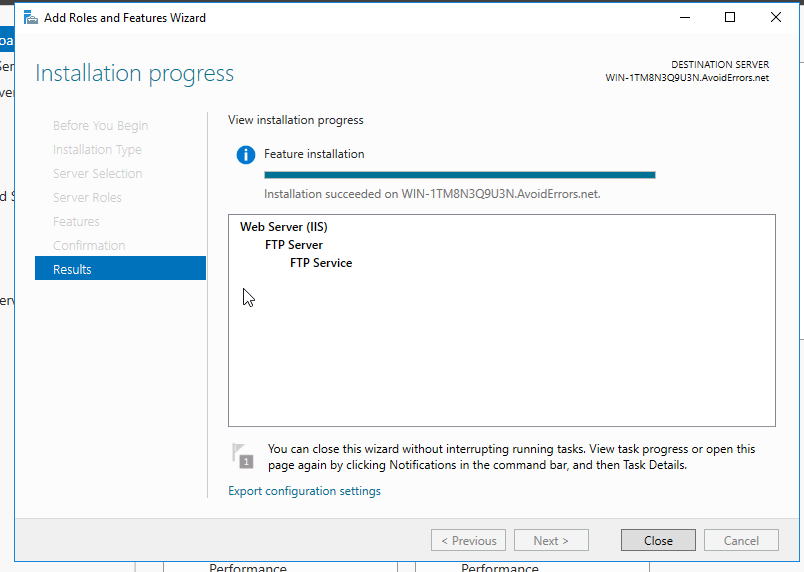 Add Roles and Features Wizard
Installation progress
DESTINATION SERVER
WIN-1TM8N3Q9U3N.AvoidErrors.net
Before You Begin
Installation Type
Server Selection
Server Roles
Features
Confirmation
Results
View installation progress
Feature installation
Installation succeeded on WIN-1TM8N3Q9U3N.AvoidErrors.net.
Web Server (IIS)
FTP Server
FTP Service
1
You can close this wizard without interrupting running tasks. View task progress or open this
page again by clicking Notifications in the command bar, and then Task Details.
Export configuration settings
< Previous
Next >
Close
Cancel
Performance
Performance